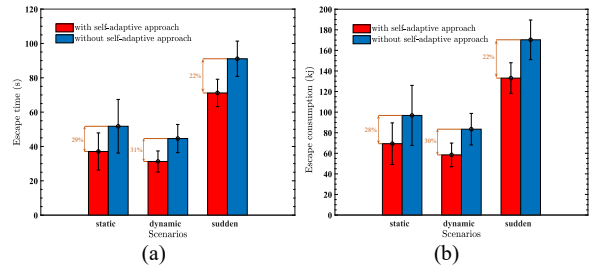 with self-adaptive approach
without self-adaptive approach
Escape time (s)
120
100
80
60
40
20
0
29%
31%
22%
static
dynamic
sudden
Scenarios
(a)
with self-adaptive approach
without self-adaptive approach
Escape consumption (kj)
200
180
160
140
120
100
80
60
40
20
0
28%
30%
22%
static
dynamic
sudden
Scenarios
(b)